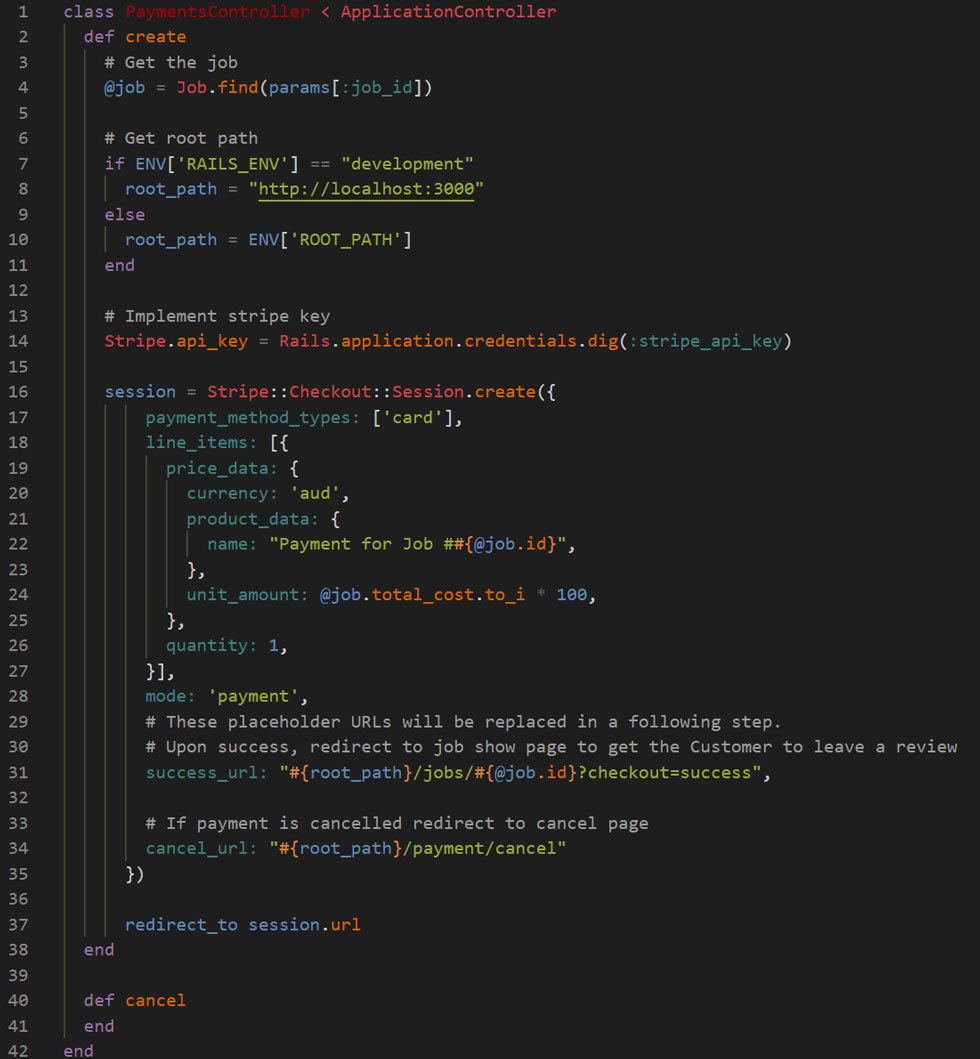 1 class PaymentsController < ApplicationController
2 def create
3 # Get the job
4 @job = Job.find(params[:job_id])
5
6 # Get root path
7 if ENV['RAILS_ENV'] == "development"
8 root_path = "http://localhost:3000"
9 else
10 root_path = ENV['ROOT_PATH']
11 end
12
13 # Implement stripe key
14 Stripe.api_key = Rails.application.credentials.dig(:stripe_api_key)
15
16 session = Stripe::Checkout::Session.create({
17 payment_method_types: ['card'],
18 line_items: [{
19 price_data: {
20 currency: 'aud',
21 product_data: {
22 name: "Payment for Job ##{@job.id}",
23 },
24 unit_amount: @job.total_cost.to_i * 100,
25 },
26 quantity: 1,
27 }],
28 mode: 'payment',
29 # These placeholder URLs will be replaced in a following step.
30 # Upon success, redirect to job show page to get the Customer to leave a review
31 success_url: "#{root_path}/jobs/#{@job.id}?checkout=success",
32
33 # If payment is cancelled redirect to cancel page
34 cancel_url: "#{root_path}/payment/cancel"
35 })
36
37 redirect_to session.url
38 end
39
40 def cancel
41 end
42 end